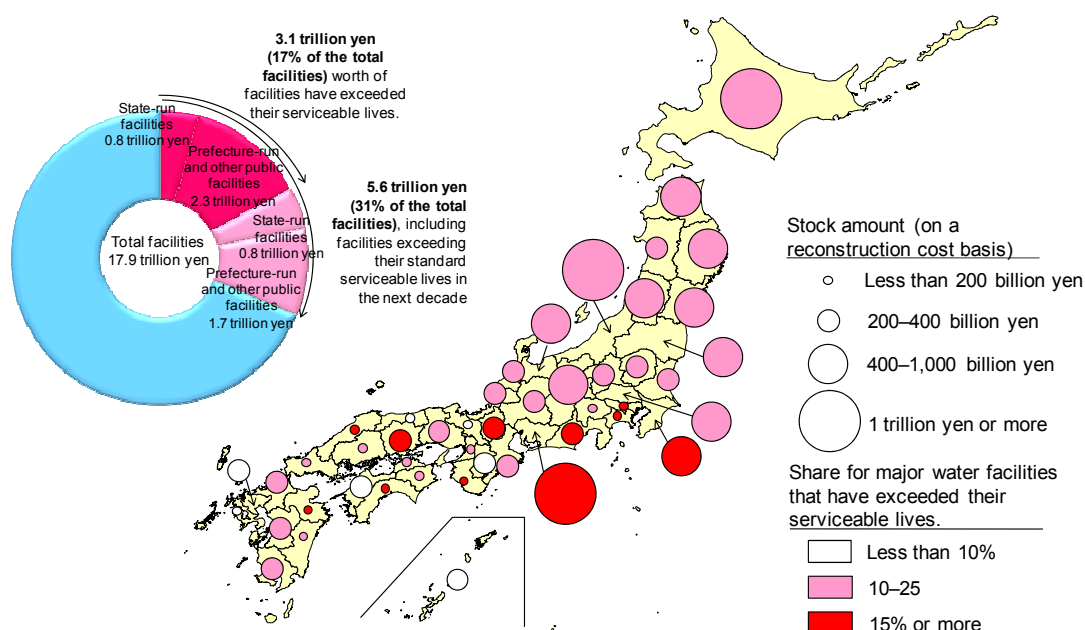 3.1 trillion yen
(17% of the total
facilities) worth of
facilities have exceeded
their serviceable lives.
State-run
facilities
0.8 trillion yen
Prefecture-run
and other public
facilities
2.3 trillion yen
5.6 trillion yen
(31% of the total
facilities), including
facilities exceeding
their standard
serviceable lives in
the next decade
State-run
facilities
0.8 trillion yen
Total facilities
17.9 trillion yen
Prefecture-run
and other public
facilities
1.7 trillion yen
Stock amount (on a
reconstruction cost basis)
Less than 200 billion yen
200–400 billion yen
400–1,000 billion yen
1 trillion yen or more
Share for major water facilities
that have exceeded their
serviceable lives.
Less than 10%
10–25
15% or more